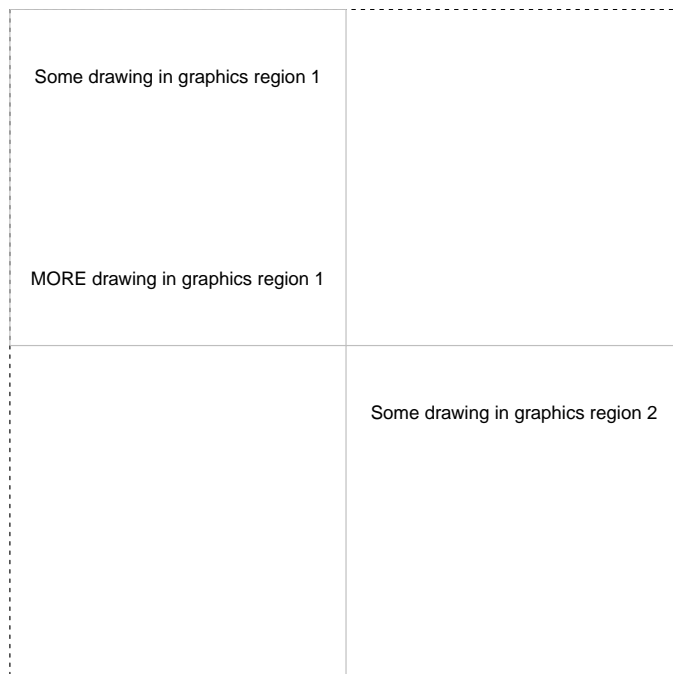 Some drawing in graphics region 1
MORE drawing in graphics region 1
Some drawing in graphics region 2